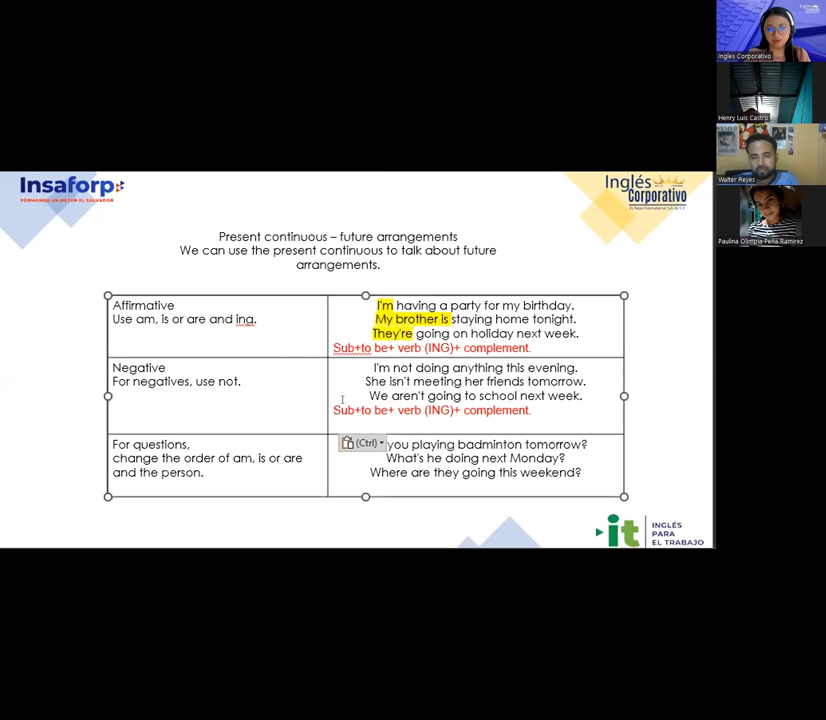 Ingles Corporativo
Henry Luis Castro
Walter Reyes
Paulina Olimpia Peña Ramirez
Insaforp
FORMANDO UN MEJOR EL SALVADOR
Inglés
Corporativo
Present continuous – future arrangements
We can use the present continuous to talk about future
arrangements.
Affirmative
Use am, is or are and ing.
I'm having a party for my birthday.
My brother is staying home tonight.
They're going on holiday next week.
Sub+to be+ verb (ING)+ complement.
Negative
For negatives, use not.
I'm not doing anything this evening.
She isn't meeting her friends tomorrow.
We aren't going to school next week.
Sub+to be+ verb (ING)+ complement.
For questions,
change the order of am, is or are
and the person.
(Ctrl)
you playing badminton tomorrow?
What's he doing next Monday?
Where are they going this weekend?
it
INGLÉS
PARA
EL TRABAJO